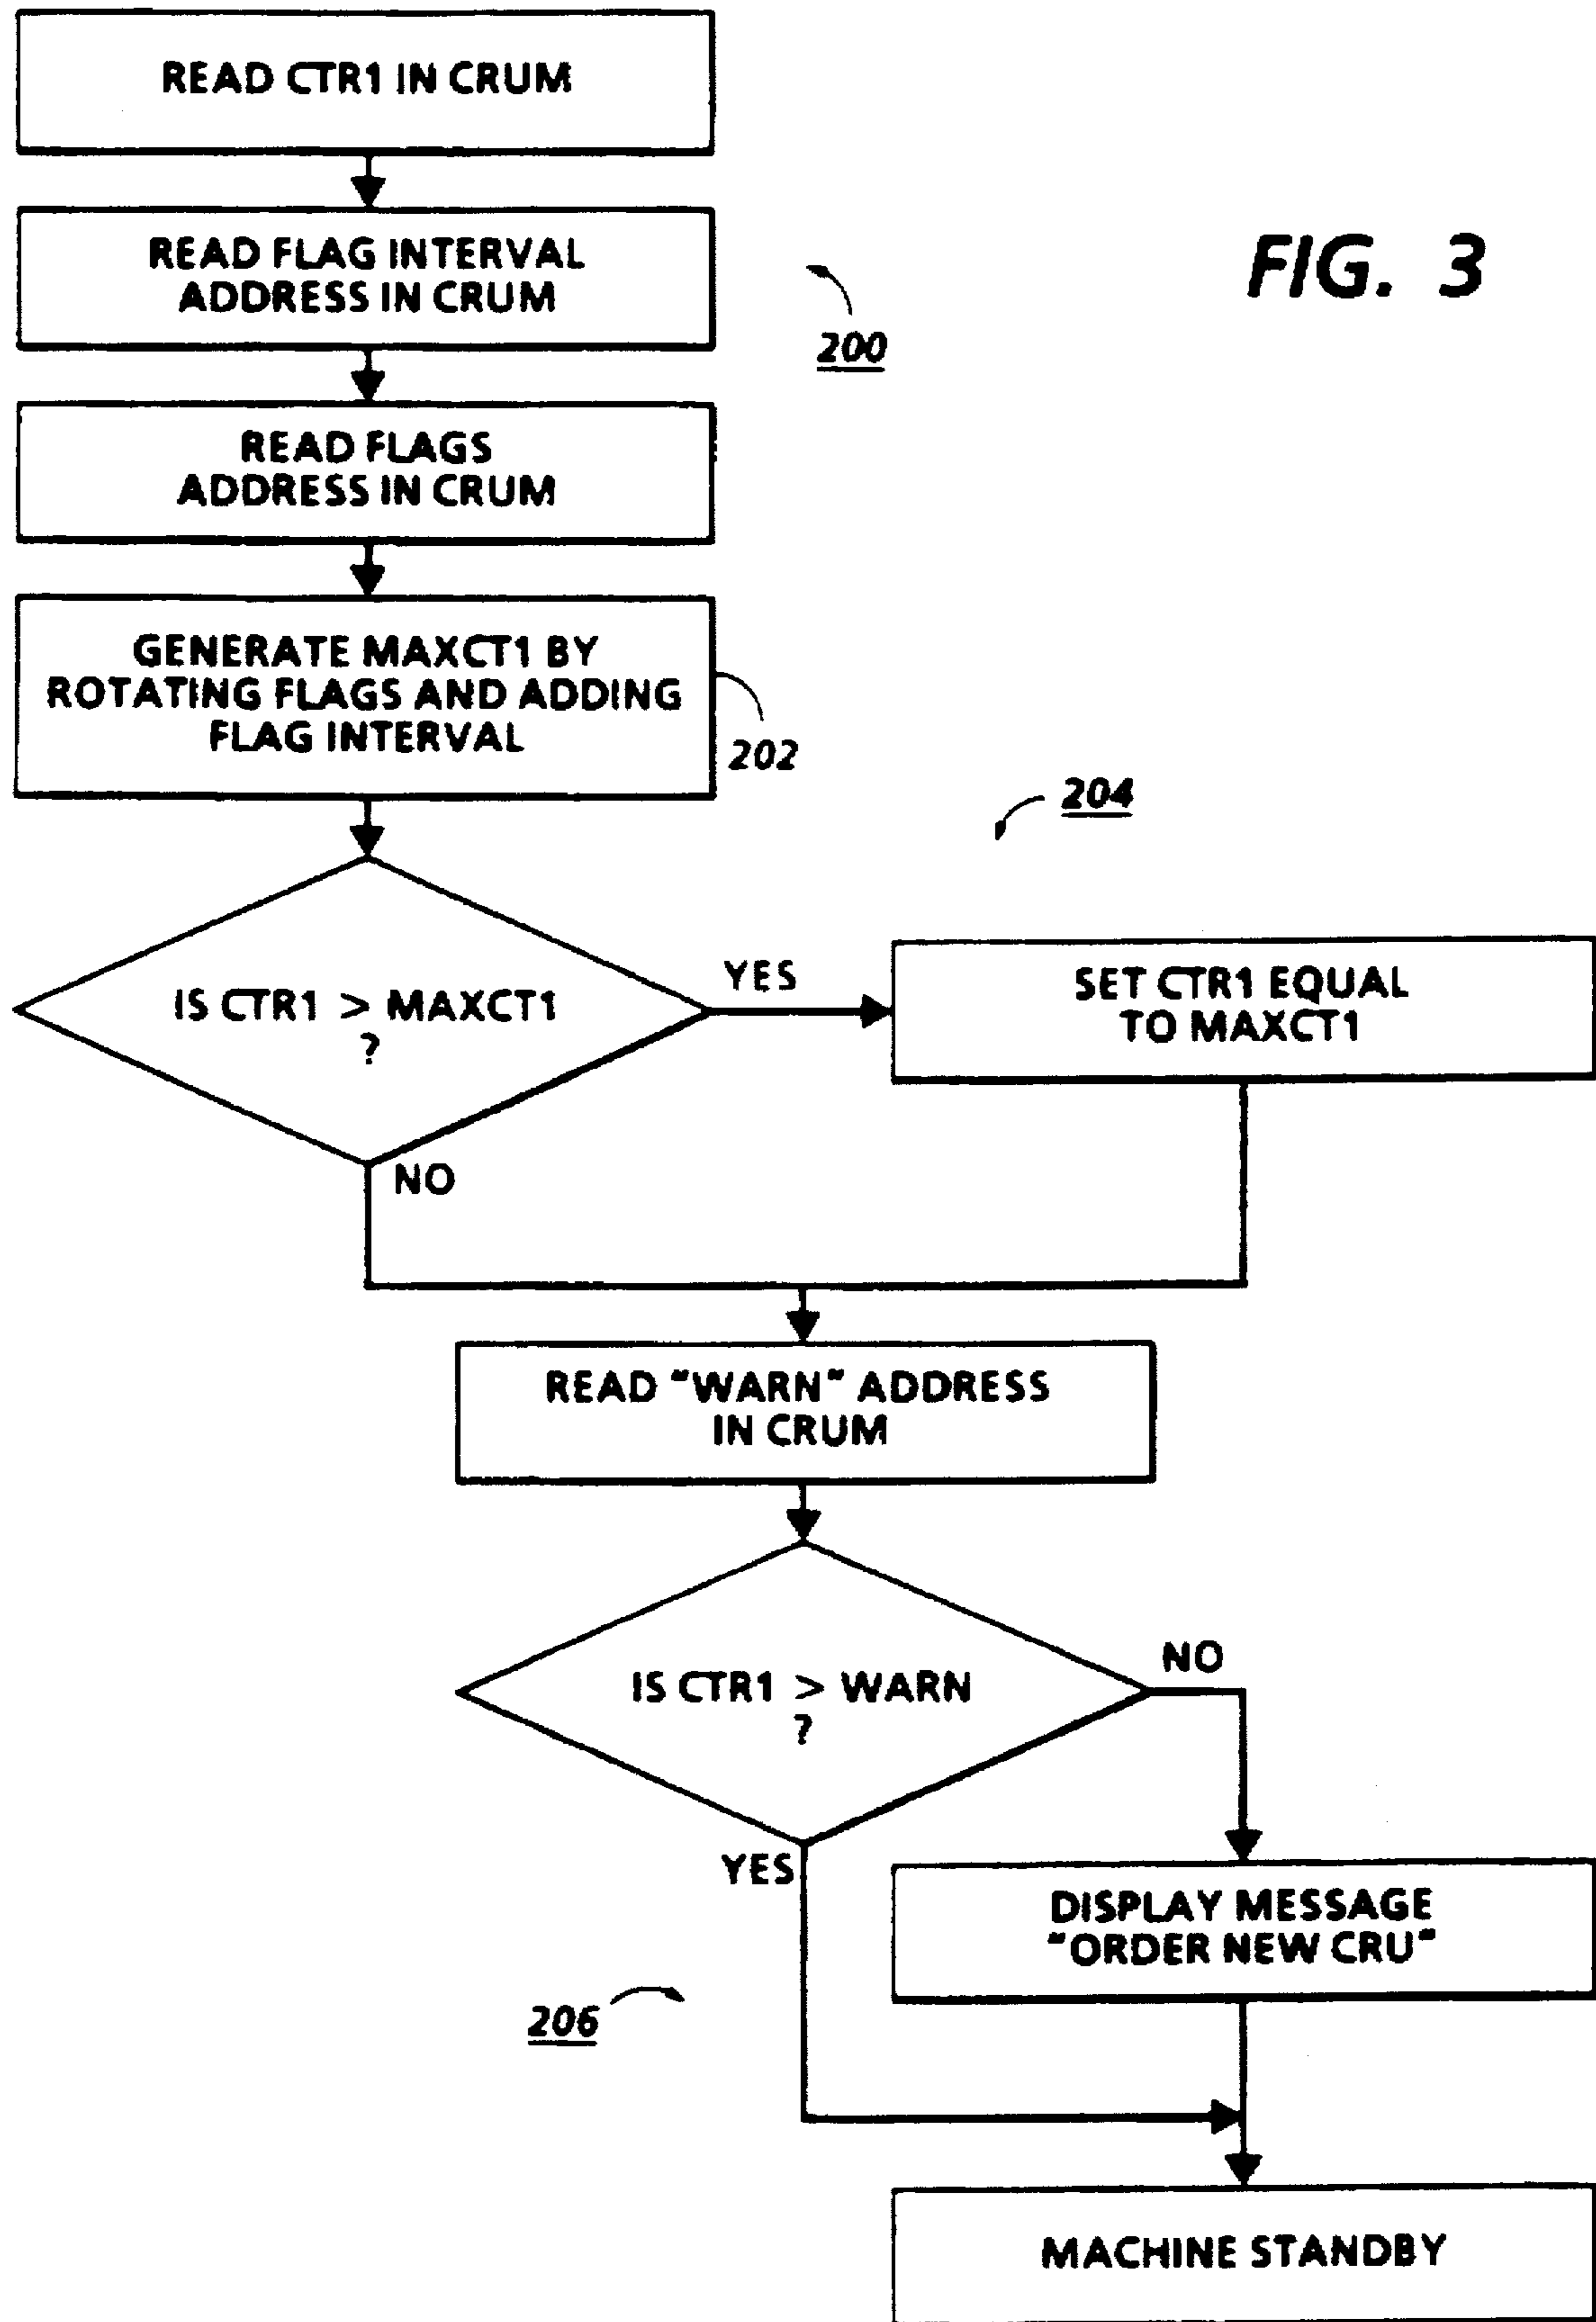 READ CTR1 IN CRUM
READ FLAG INTERVAL
ADDRESS IN CRUM
FIG. 3
200
READ FLAGS
ADDRESS IN CRUM
GENERATE MAXCT1 BY
ROTATING FLAGS AND ADDING
FLAG INTERVAL
202
204
IS CTR1 > MAXCT1
?
YES
SET CTR1 EQUAL
TO MAXCT1
NO
READ "WARN" ADDRESS
IN CRUM
IS CTR1 > WARN
?
NO
YES
DISPLAY MESSAGE
"ORDER NEW CRU"
206
MACHINE STANDBY